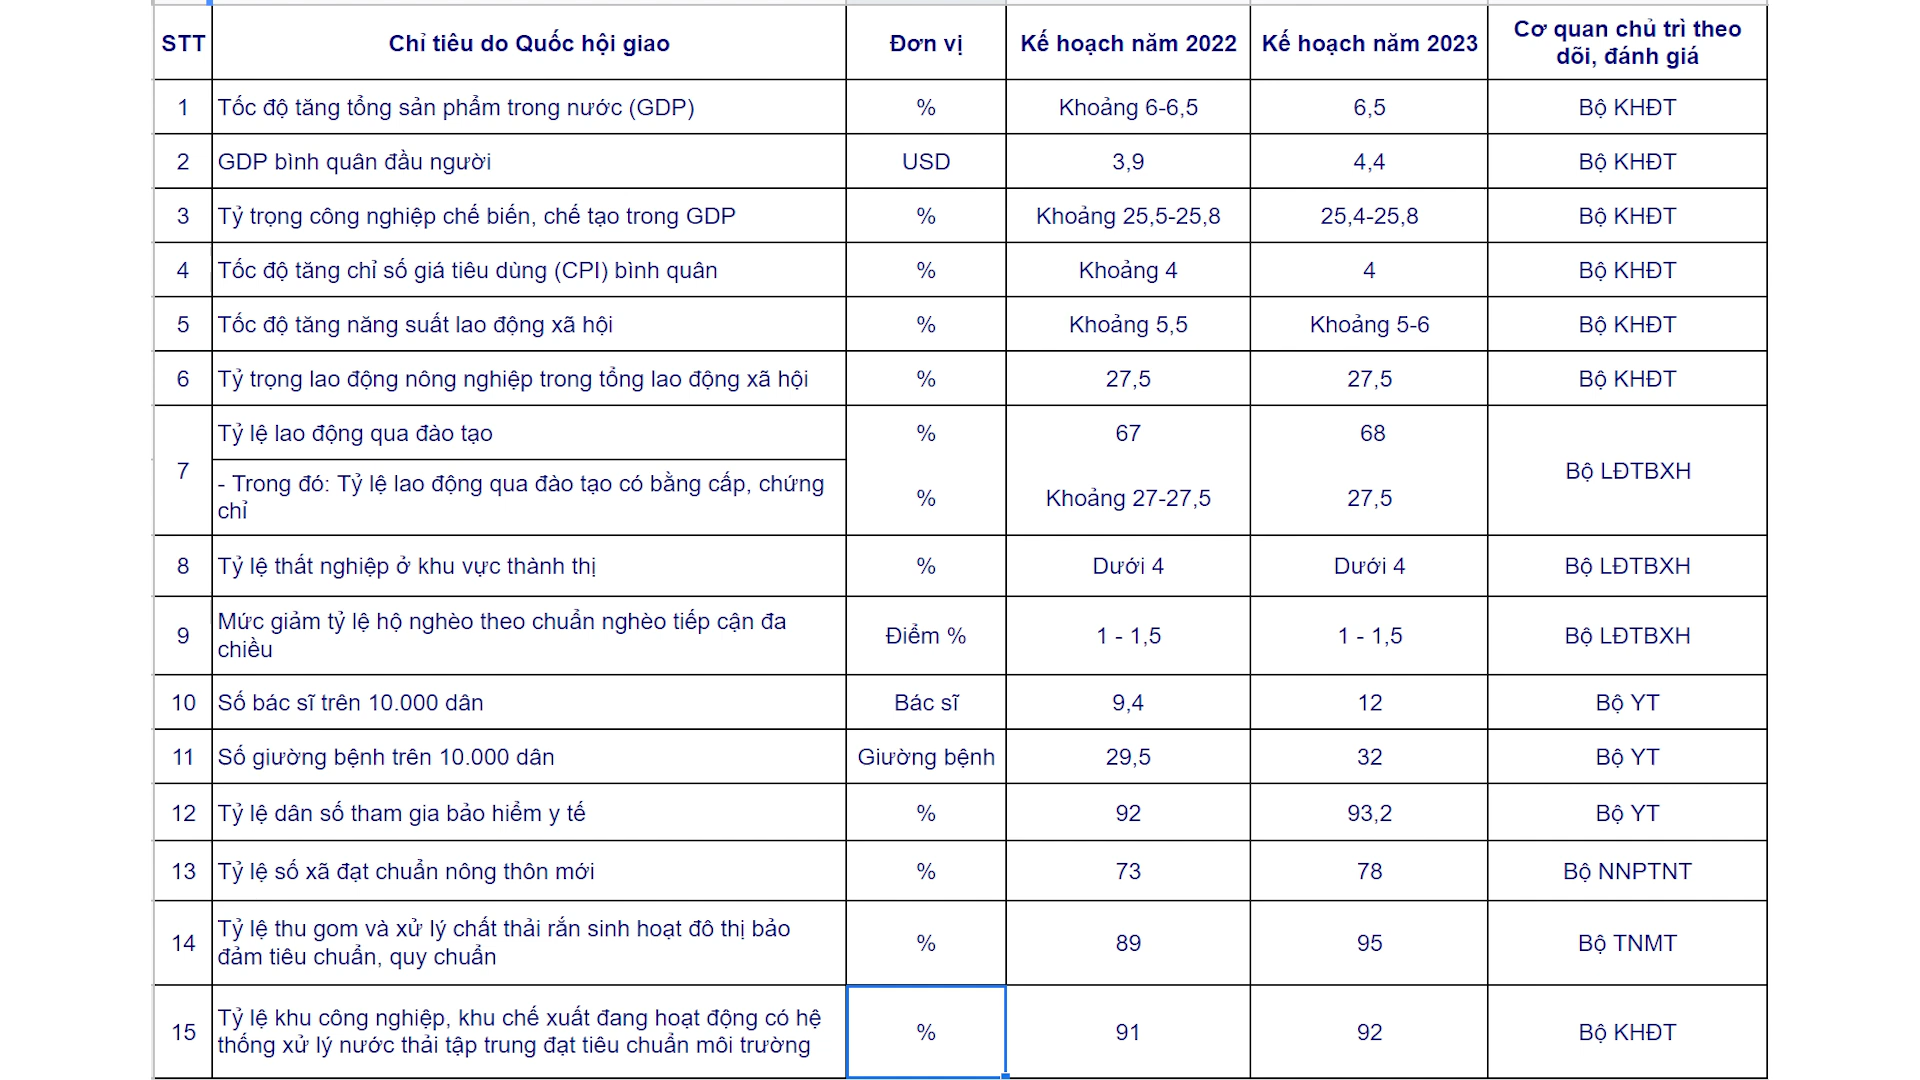 STT Chỉ tiêu do Quốc hội giao Đơn vị Kế hoạch năm 2022 Kế hoạch năm 2023 Cơ quan chủ trì theo
dõi, đánh giá
1 Tốc độ tăng tổng sản phẩm trong nước (GDP) % Khoảng 6-6,5 6,5 Bộ KHĐT
2 GDP bình quân đầu người USD 3,9 4,4 Bộ KHĐT
3 Tỷ trọng công nghiệp chế biến, chế tạo trong GDP % Khoảng 25,5-25,8 25,4-25,8 Bộ KHĐT
4 Tốc độ tăng chỉ số giá tiêu dùng (CPI) bình quân % Khoảng 4 4 Bộ KHĐT
5 Tốc độ tăng năng suất lao động xã hội % Khoảng 5,5 Khoảng 5-6 Bộ KHĐT
6 Tỷ trọng lao động nông nghiệp trong tổng lao động xã hội % 27,5 27,5 Bộ KHĐT
7 Tỷ lệ lao động qua đào tạo % 67 68 Bộ LĐTBXH
- Trong đó: Tỷ lệ lao động qua đào tạo có bằng cấp, chứng
chỉ % Khoảng 27-27,5 27,5
8 Tỷ lệ thất nghiệp ở khu vực thành thị % Dưới 4 Dưới 4 Bộ LĐTBXH
9 Mức giảm tỷ lệ hộ nghèo theo chuẩn nghèo tiếp cận đa
chiều Điểm % 1 - 1,5 1 - 1,5 Bộ LĐTBXH
10 Số bác sĩ trên 10.000 dân Bác sĩ 9,4 12 Bộ YT
11 Số giường bệnh trên 10.000 dân Giường bệnh 29,5 32 Bộ YT
12 Tỷ lệ dân số tham gia bảo hiểm y tế % 92 93,2 Bộ YT
13 Tỷ lệ số xã đạt chuẩn nông thôn mới % 73 78 Bộ NNPTNT
14 Tỷ lệ thu gom và xử lý chất thải rắn sinh hoạt đô thị bảo
đảm tiêu chuẩn, quy chuẩn % 89 95 Bộ TNMT
15 Tỷ lệ khu công nghiệp, khu chế xuất đang hoạt động có hệ
thống xử lý nước thải tập trung đạt tiêu chuẩn môi trường % 91 92 Bộ KHĐT